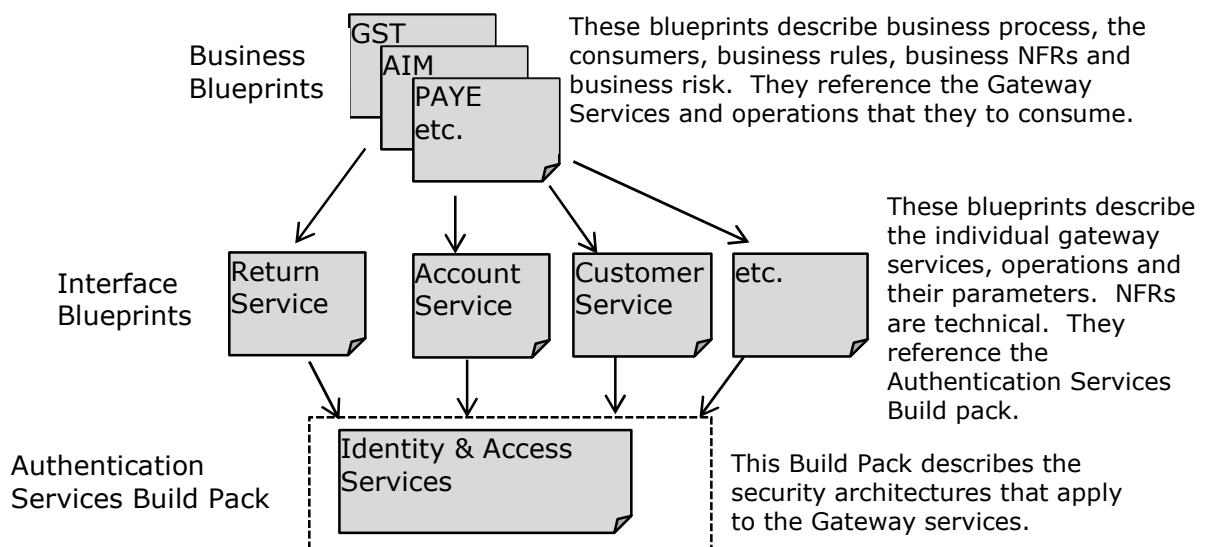 Business
Blueprints
GST
AIM
PAYE
etc.
These blueprints describe business process, the
consumers, business rules, business NFRs and
business risk.  They reference the Gateway
Services and operations that they to consume.
Interface
Blueprints
Return
Service
Account
Service
Customer
Service
etc.
These blueprints describe
the individual gateway
services, operations and
their parameters.  NFRs
are technical.  They
reference the
Authentication Services
Build pack.
Authentication
Services Build Pack
Identity & Access
Services
This Build Pack describes the
security architectures that apply
to the Gateway services.